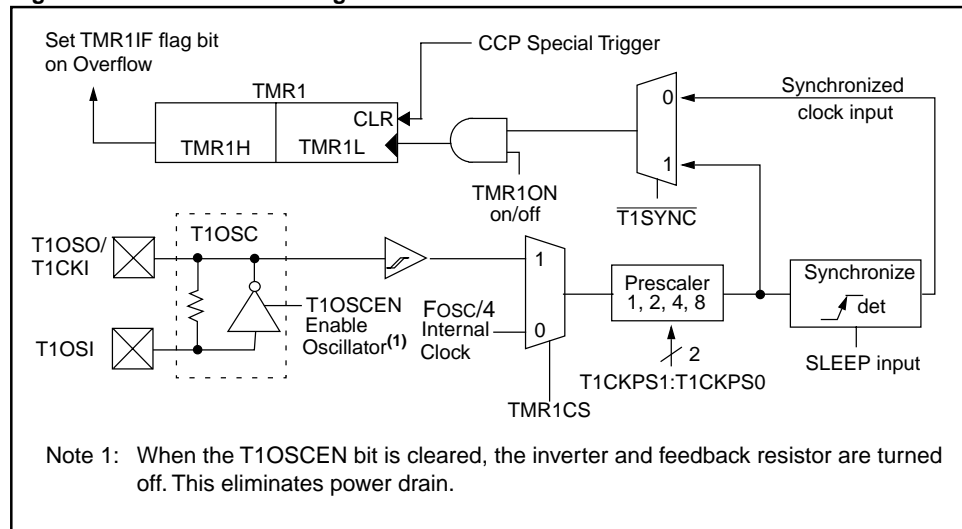 Set TMR1IF flag bit
on Overflow
TMR1
CCP Special Trigger
CLR
TMR1H
TMR1L
TMR1ON
on/off
0
1
T1SYNC
Synchronized
clock input
T1OSC
T1OSO/
T1CKI
T1OSI
T1OSCEN
Enable
Oscillator(1)
FOSC/4
Internal
Clock
1
0
TMR1CS
Prescaler
1, 2, 4, 8
2
T1CKPS1:T1CKPS0
Synchronize
det
SLEEP input
Note 1: When the T1OSCEN bit is cleared, the inverter and feedback resistor are turned
off. This eliminates power drain.